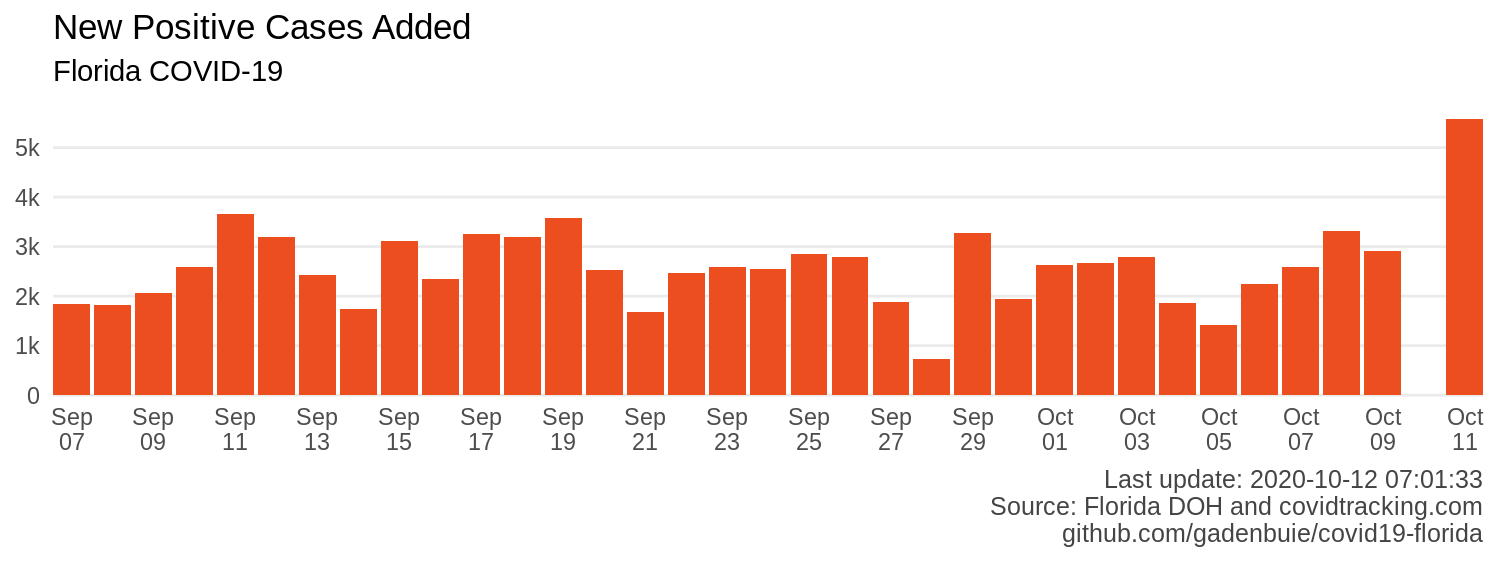 New Positive Cases Added
Florida COVID-19
5k
4k
3k
2k
1k
0
Sep Sep Sep Sep Sep Sep Sep Sep Sep Sep Sep Sep Oct Oct Oct Oct Oct Oct
07 09 11 13 15 17 19 21 23 25 27 29 01 03 05 07 09 11
Last update: 2020-10-12 07:01:33
Source: Florida DOH and covidtracking.com
github.com/gadenbuie/covid19-florida